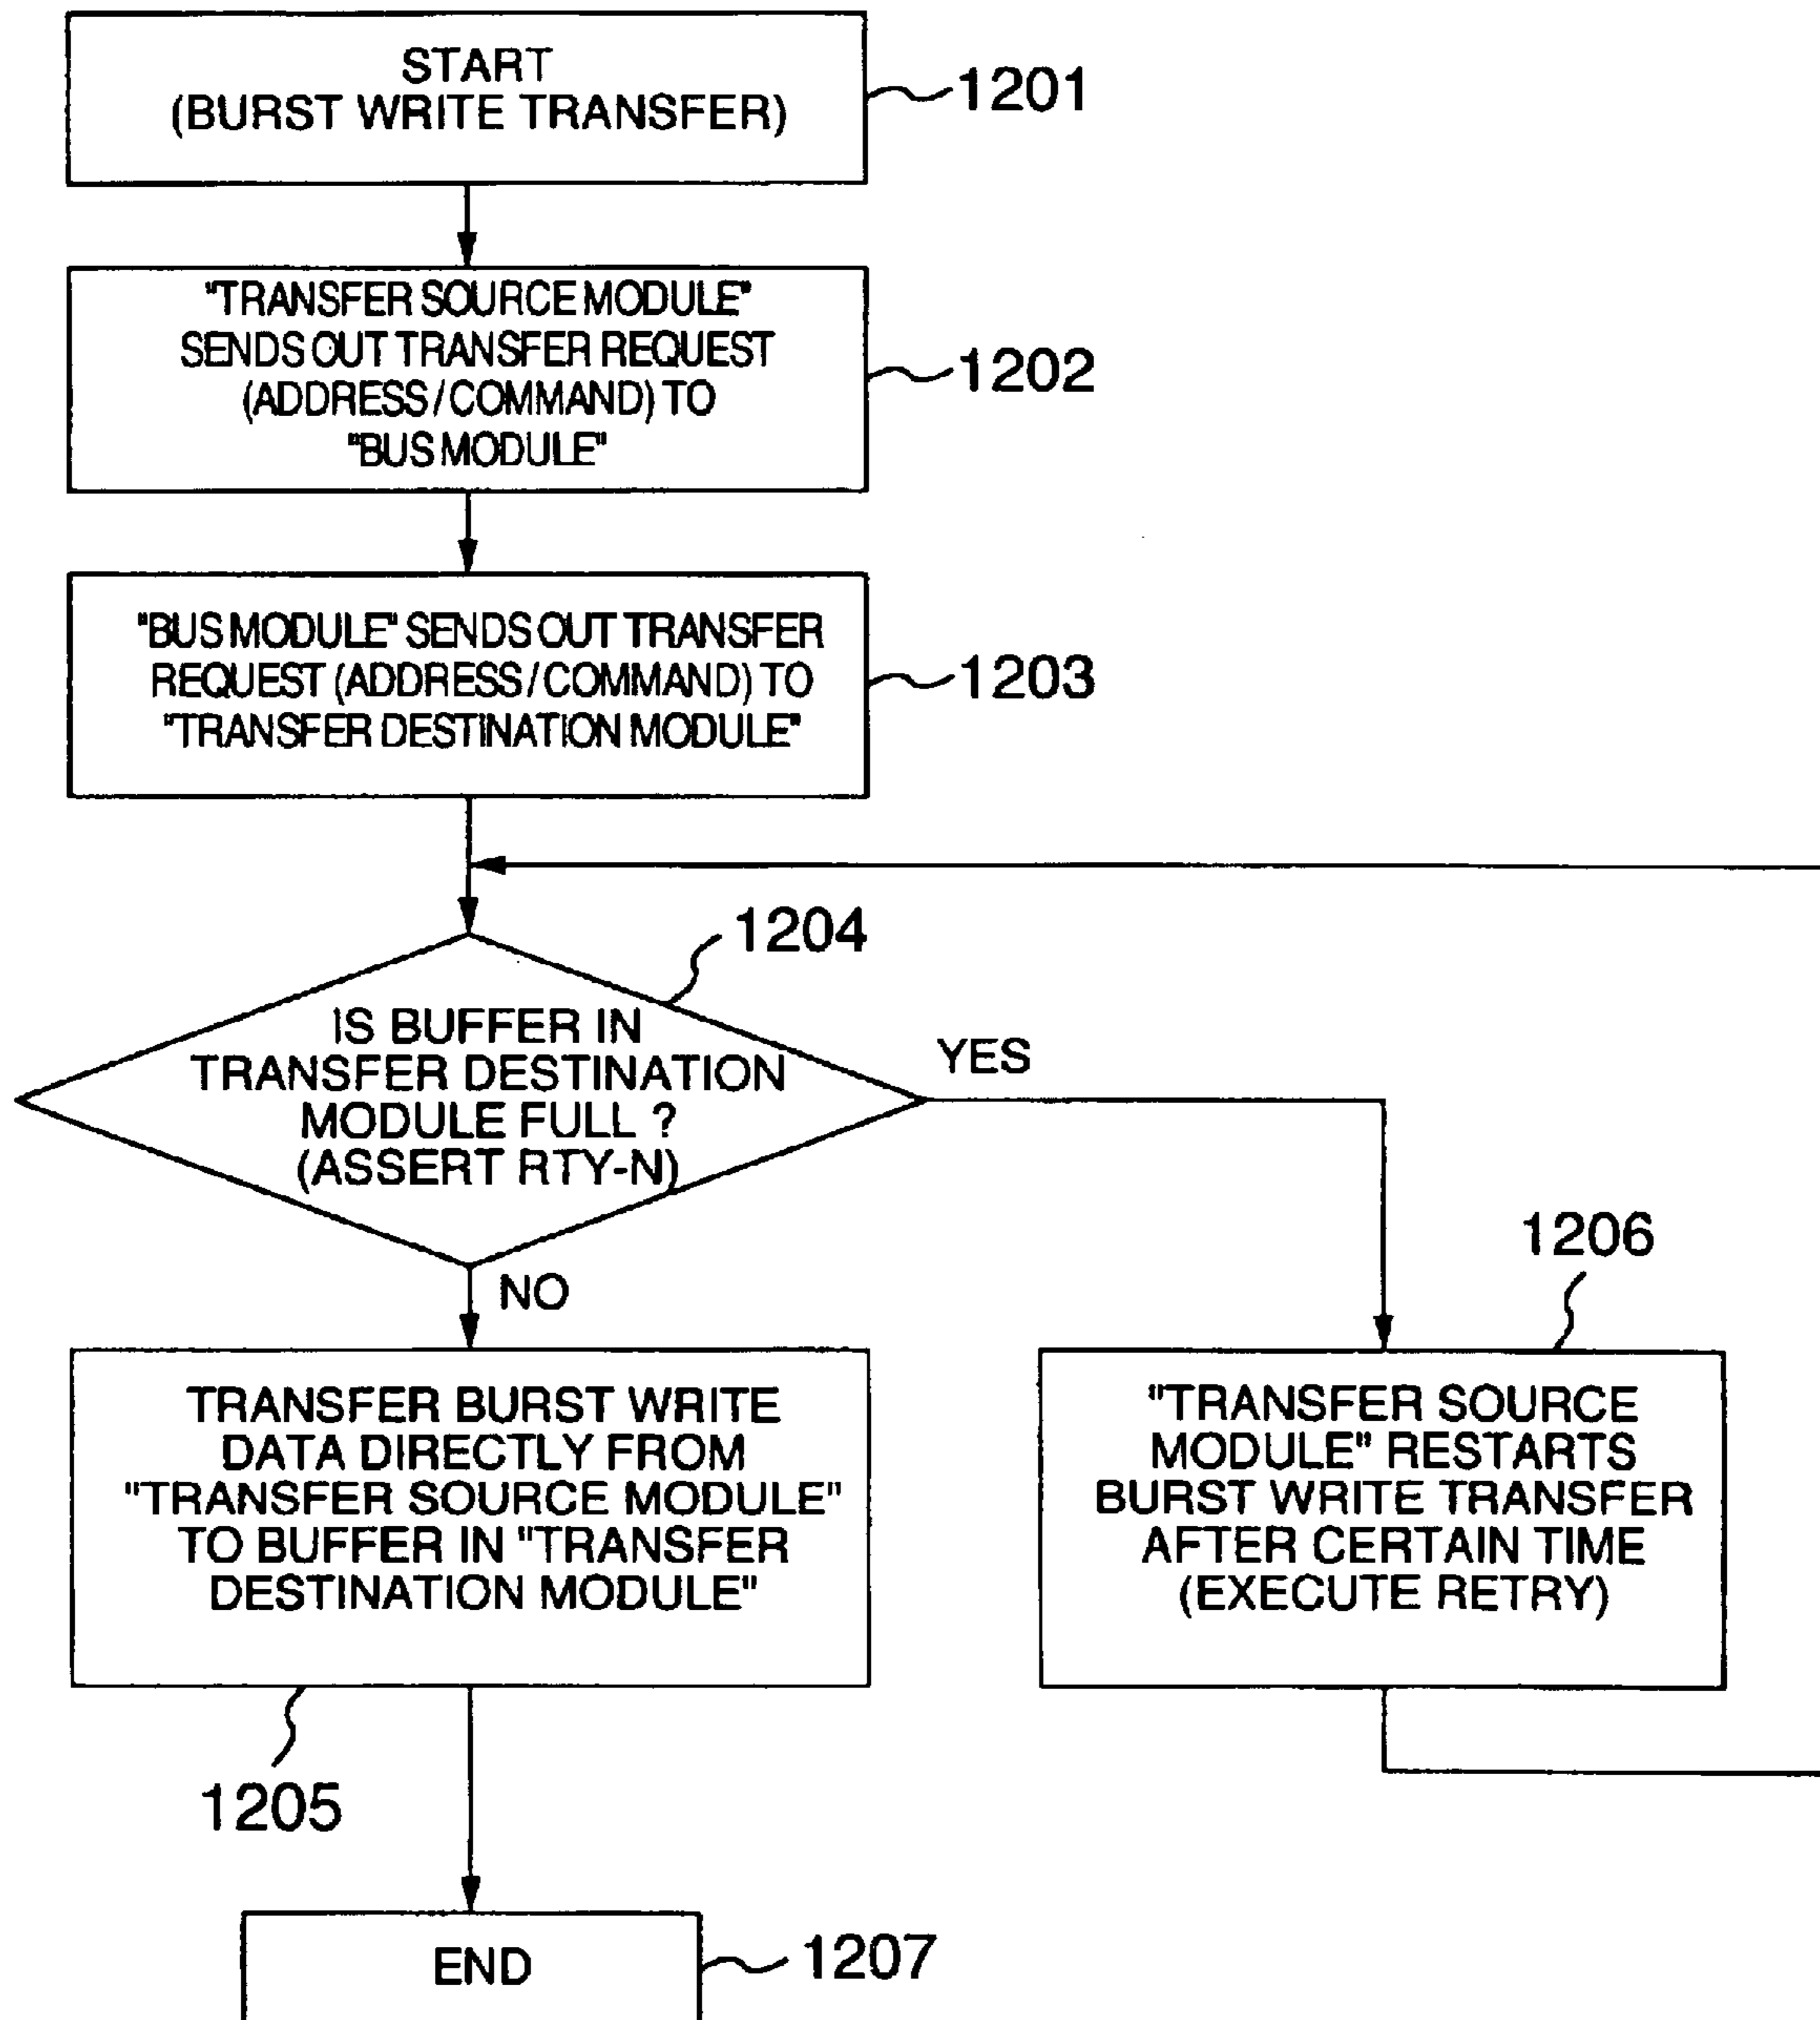 START
(BURST WRITE TRANSFER)
1201
"TRANSFER SOURCE MODULE"
SENDS OUT TRANSFER REQUEST
(ADDRESS/COMMAND) TO
"BUS MODULE"
1202
"BUS MODULE" SENDS OUT TRANSFER
REQUEST (ADDRESS/COMMAND) TO
"TRANSFER DESTINATION MODULE"
1203
1204
IS BUFFER IN
TRANSFER DESTINATION
MODULE FULL ?
(ASSERT RTY-N)
YES
NO
1206
TRANSFER BURST WRITE
DATA DIRECTLY FROM
"TRANSFER SOURCE MODULE"
TO BUFFER IN "TRANSFER
DESTINATION MODULE"
1205
"TRANSFER SOURCE
MODULE" RESTARTS
BURST WRITE TRANSFER
AFTER CERTAIN TIME
(EXECUTE RETRY)
END
1207